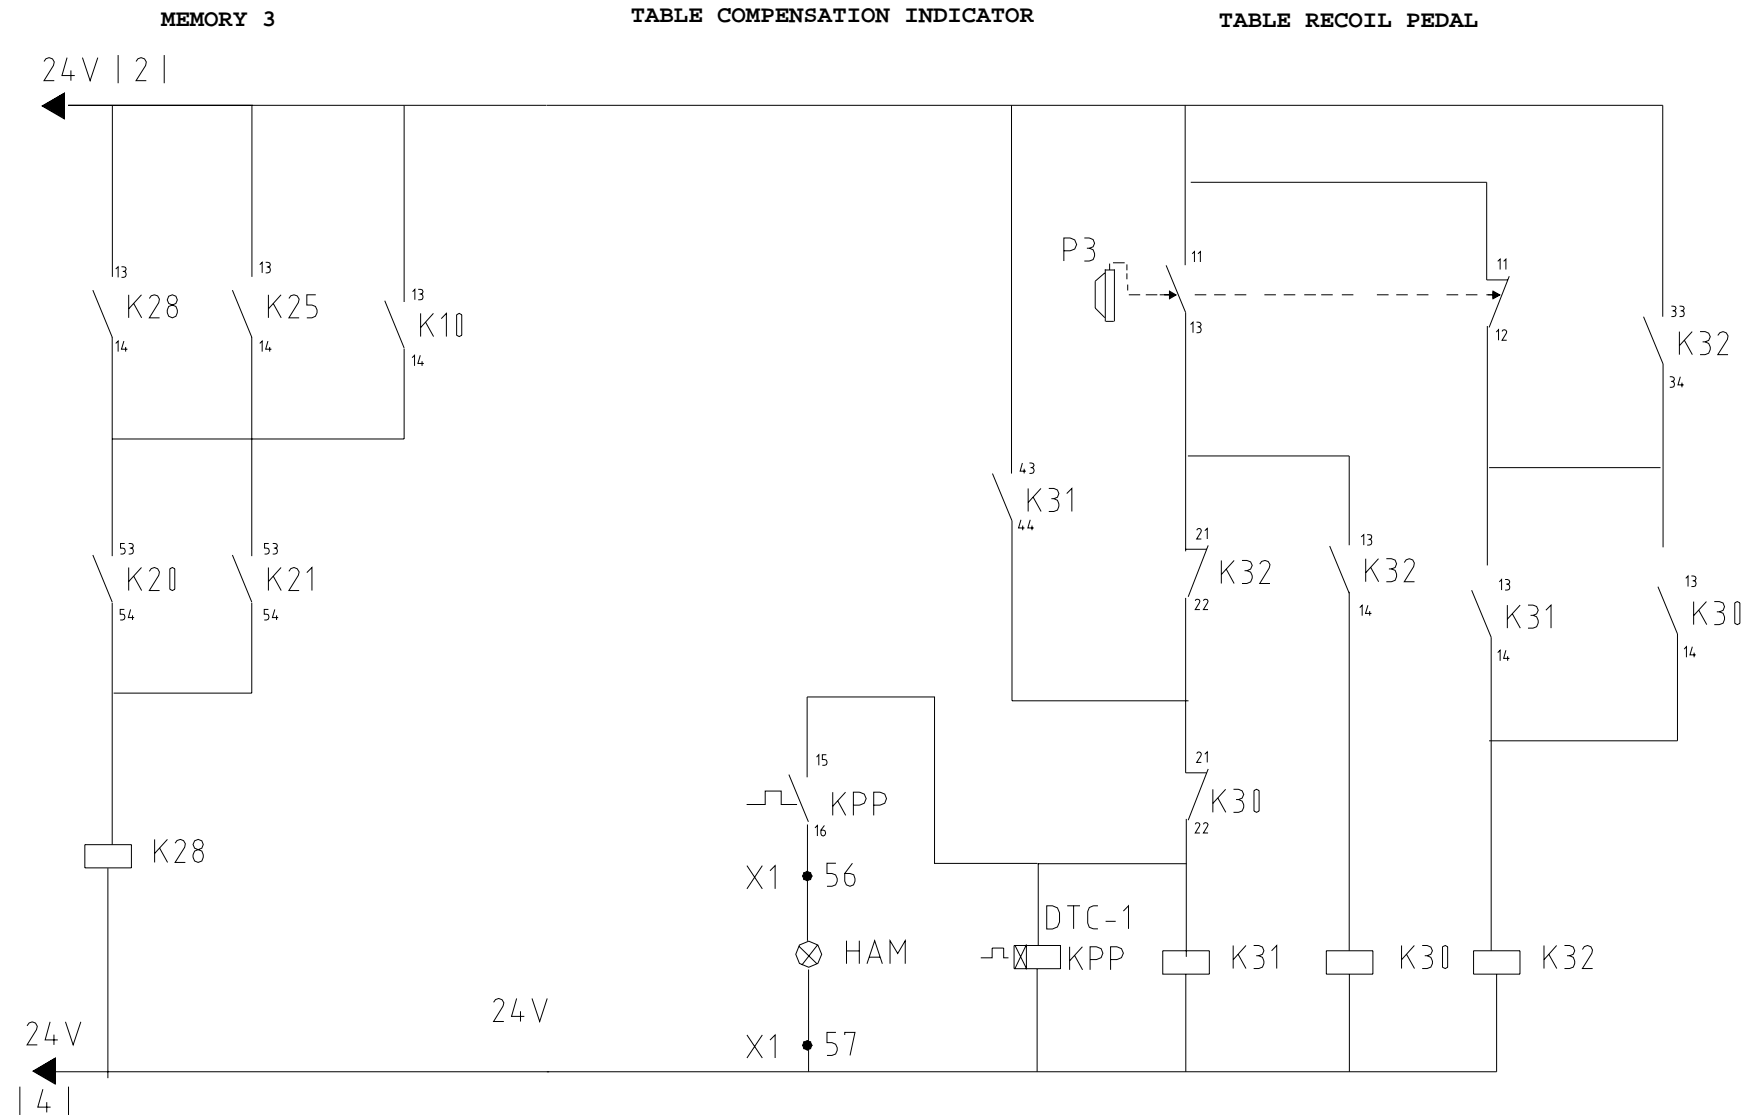 MEMORY 3
TABLE COMPENSATION INDICATOR
TABLE RECOIL PEDAL
24V |2|
13
K28
14
13
K25
14
13
K10
14
P3
11
13
11
12
33
K32
34
43
K31
44
53
K20
54
53
K21
54
21
K32
22
13
K32
14
13
K31
14
13
K30
14
15
KPP
16
21
K30
22
K28
X1 56
HAM
DTC-1
KPP
K31
K30
K32
24V
24V
X1 57
|4|